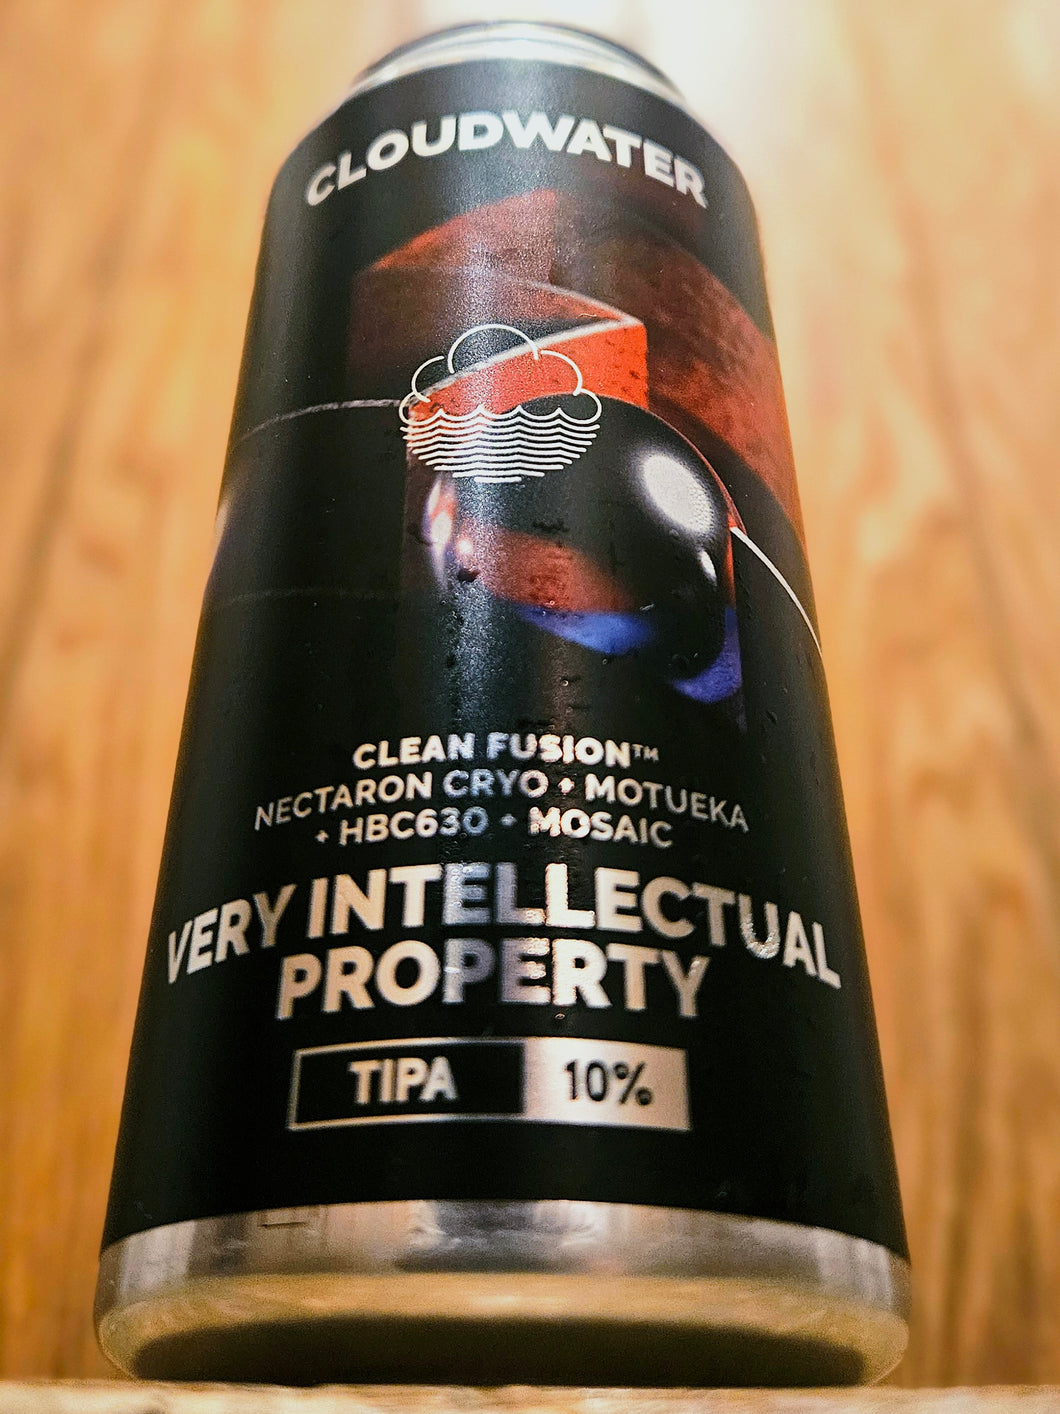 CLOUDWATER
CLEAN FUSION™
NECTARON CRYO + MOTUEKA
+ HBC630 + MOSAIC
VERY INTELLECTUAL
PROPERTY
TIPA 10%